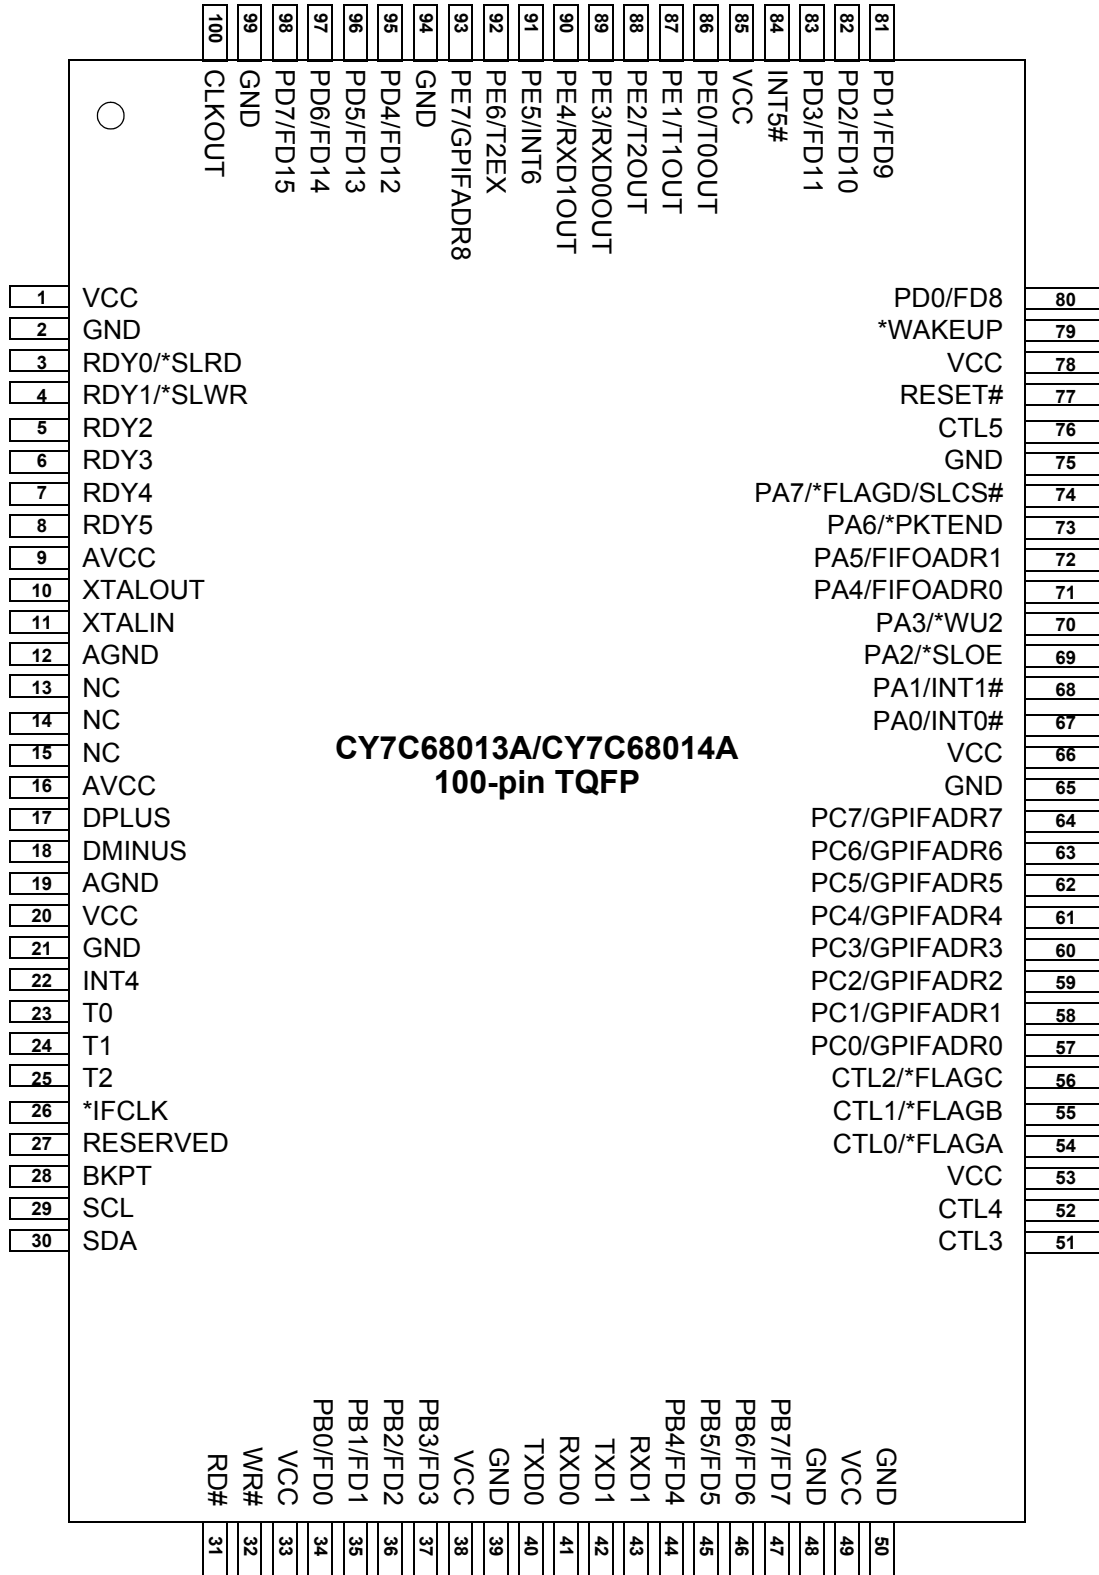 100 99 98 97 96 95 94 93 92 91 90 89 88 87 86 85 84 83 82 81
CLKOUT
GND
PD7/FD15
PD6/FD14
PD5/FD13
PD4/FD12
GND
PE7/GPIFADR8
PE6/T2EX
PE5/INT6
PE4/RXD1OUT
PE3/RXD0OUT
PE2/T2OUT
PE1/T1OUT
PE0/T0OUT
VCC
INT5#
PD3/FD11
PD2/FD10
PD1/FD9
1 VCC
2 GND
3 RDY0/*SLRD
4 RDY1/*SLWR
5 RDY2
6 RDY3
7 RDY4
8 RDY5
9 AVCC
10 XTALOUT
11 XTALIN
12 AGND
13 NC
14 NC
15 NC
16 AVCC
17 DPLUS
18 DMINUS
19 AGND
20 VCC
21 GND
22 INT4
23 T0
24 T1
25 T2
26 *IFCLK
27 RESERVED
28 BKPT
29 SCL
30 SDA
CY7C68013A/CY7C68014A
100-pin TQFP
PD0/FD8 80
*WAKEUP 79
VCC 78
RESET# 77
CTL5 76
GND 75
PA7/*FLAGD/SLCS# 74
PA6/*PKTEND 73
PA5/FIFOADR1 72
PA4/FIFOADR0 71
PA3/*WU2 70
PA2/*SLOE 69
PA1/INT1# 68
PA0/INT0# 67
VCC 66
GND 65
PC7/GPIFADR7 64
PC6/GPIFADR6 63
PC5/GPIFADR5 62
PC4/GPIFADR4 61
PC3/GPIFADR3 60
PC2/GPIFADR2 59
PC1/GPIFADR1 58
PC0/GPIFADR0 57
CTL2/*FLAGC 56
CTL1/*FLAGB 55
CTL0/*FLAGA 54
VCC 53
CTL4 52
CTL3 51
RD#
WR#
VCC
PB0/FD0
PB1/FD1
PB2/FD2
PB3/FD3
VCC
GND
TXD0
RXD0
TXD1
RXD1
PB4/FD4
PB5/FD5
PB6/FD6
PB7/FD7
GND
VCC
GND
31 32 33 34 35 36 37 38 39 40 41 42 43 44 45 46 47 48 49 50